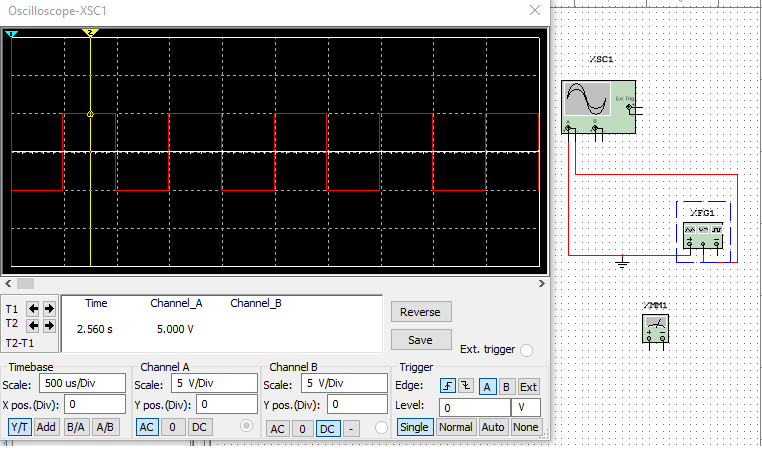 Oscilloscope-XSC1
1
2
XSC1
Ext Trig
A B
XFG1
XMM1
Time Channel_A Channel_B
2.560 s 5.000 V
T1
T2
T2-T1
Reverse
Save
Ext. trigger
Timebase
Scale: 500 us/Div
X pos.(Div): 0
Y/T Add B/A A/B
Channel A
Scale: 5 V/Div
Y pos.(Div): 0
AC 0 DC
Channel B
Scale: 5 V/Div
Y pos.(Div): 0
AC 0 DC -
Trigger
Edge: A B Ext
Level: 0 V
Single Normal Auto None